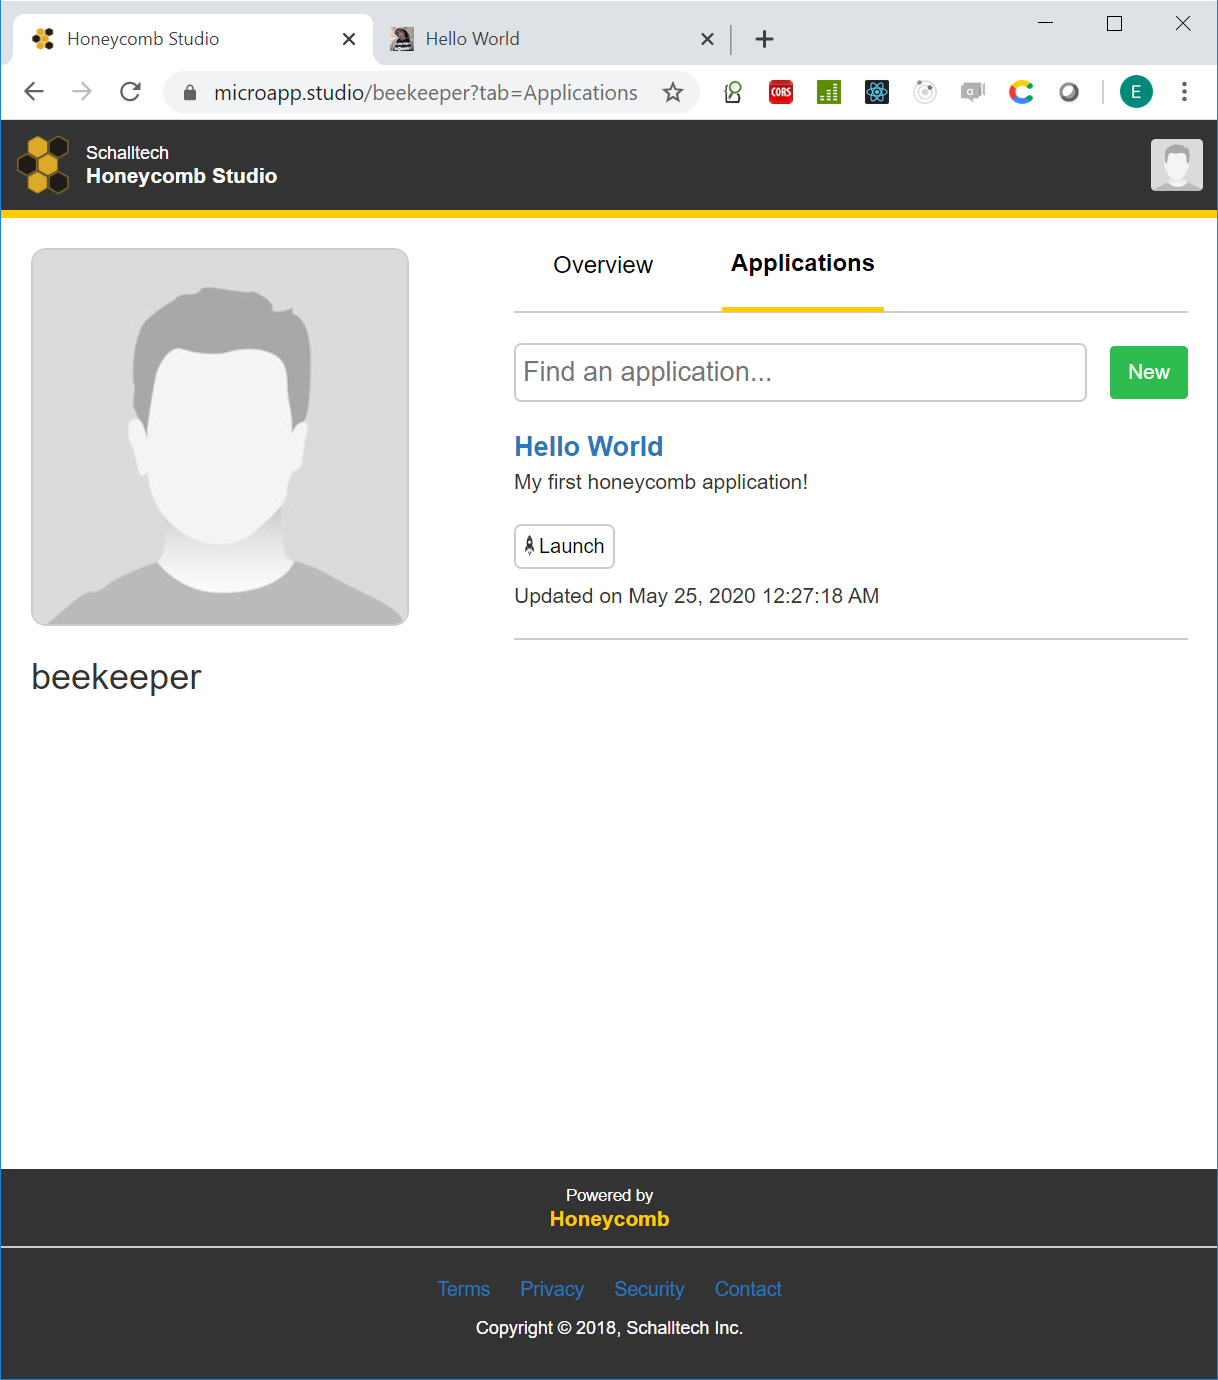 Honeycomb Studio
Hello World
microapp.studio/beekeeper?tab=Applications
CORS
a
E
Schalltech
Honeycomb Studio
Overview
Applications
Find an application...
New
Hello World
My first honeycomb application!
Launch
Updated on May 25, 2020 12:27:18 AM
beekeeper
Powered by
Honeycomb
Terms Privacy Security Contact
Copyright © 2018, Schalltech Inc.